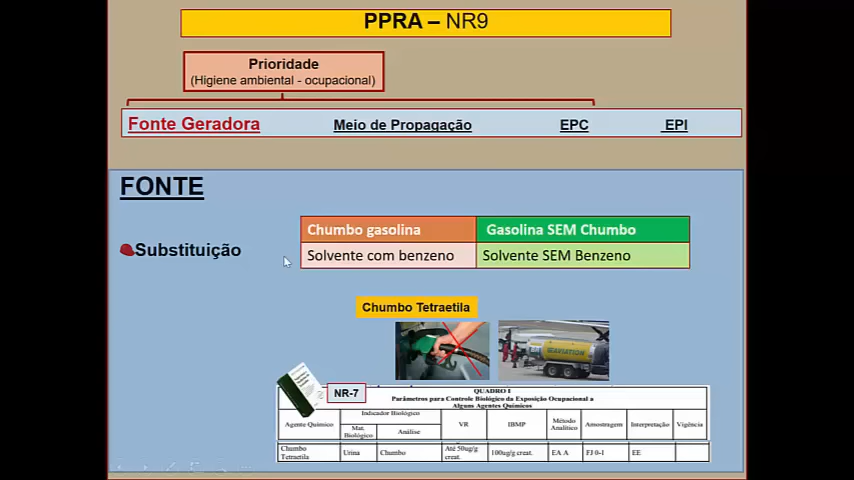 PPRA – NR9
Prioridade
(Higiene ambiental - ocupacional)
Fonte Geradora Meio de Propagação EPC EPI
FONTE
Chumbo gasolina Gasolina SEM Chumbo
Substituição
Solvente com benzeno Solvente SEM Benzeno
Chumbo Tetraetila
NR-7
QUADRO I
Parâmetros para Controle Biológico da Exposição Ocupacional a
Alguns Agentes Químicos
Agente Químico Indicador Biológico VR IBMP Método Analítico Amostragem Interpretação Vigência
Mat. Biológico Análise
Chumbo Tetraetila Urina Chumbo Até 50ug/g creat. 100ug/g creat. EA A FJ 0-1 EE